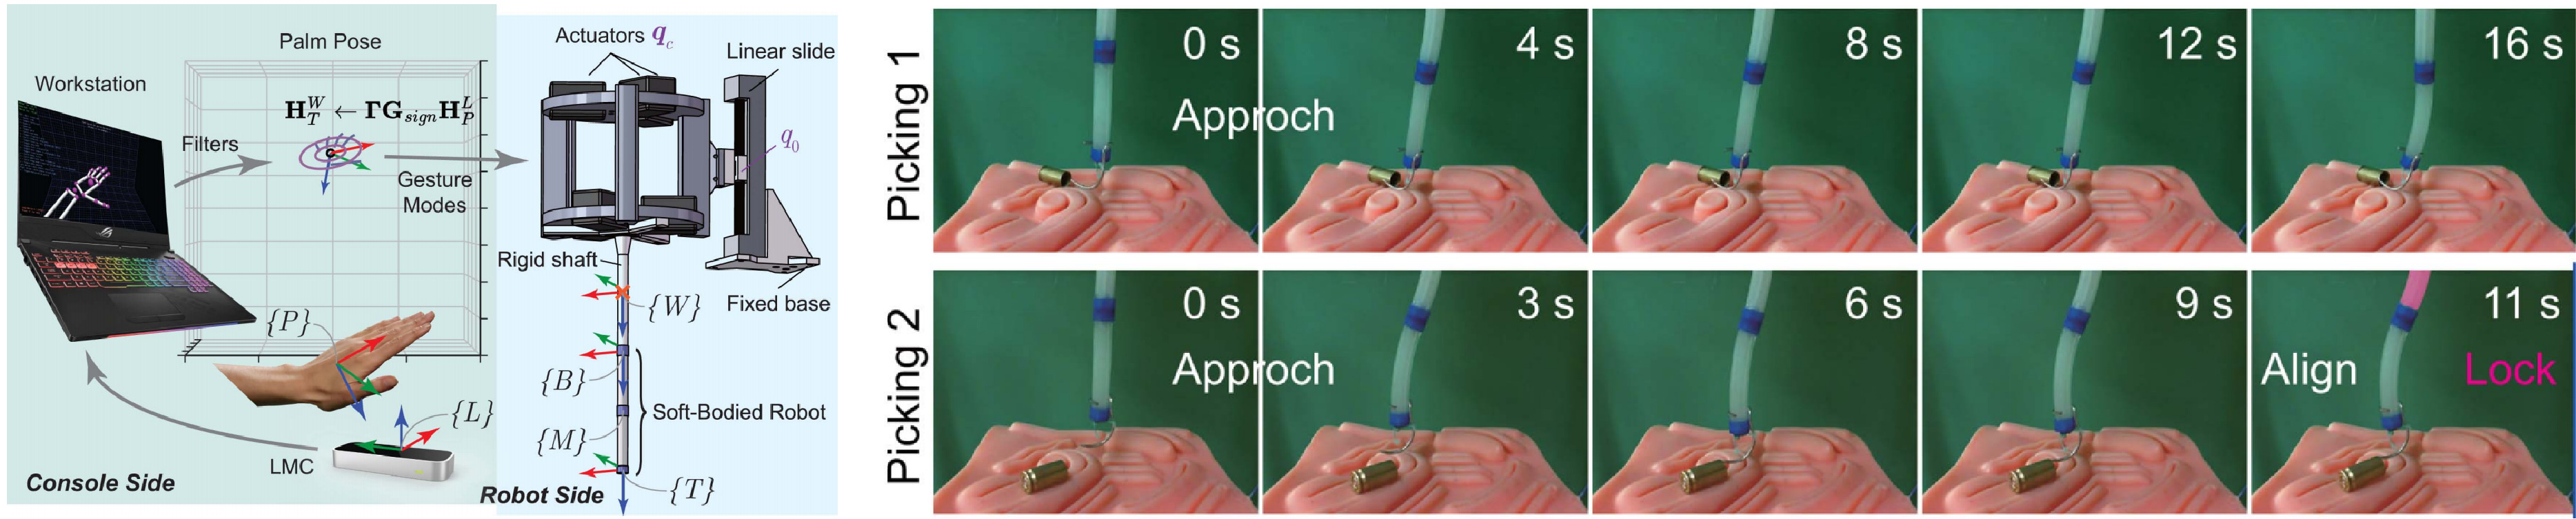 Palm Pose
Workstation
$\mathbf{H}_T^W \leftarrow \mathbf{\Gamma G}_{sign} \mathbf{H}_P^L$
Filters
Gesture
Modes
{P}
{L}
LMC
Console Side
Actuators $q_c$
Linear slide
$q_0$
Rigid shaft
Fixed base
{W}
{B}
Soft-Bodied Robot
{M}
{T}
Robot Side
Picking 1
0 s
4 s
8 s
12 s
16 s
Approch
Picking 2
0 s
3 s
6 s
9 s
11 s
Approch
Align
Lock